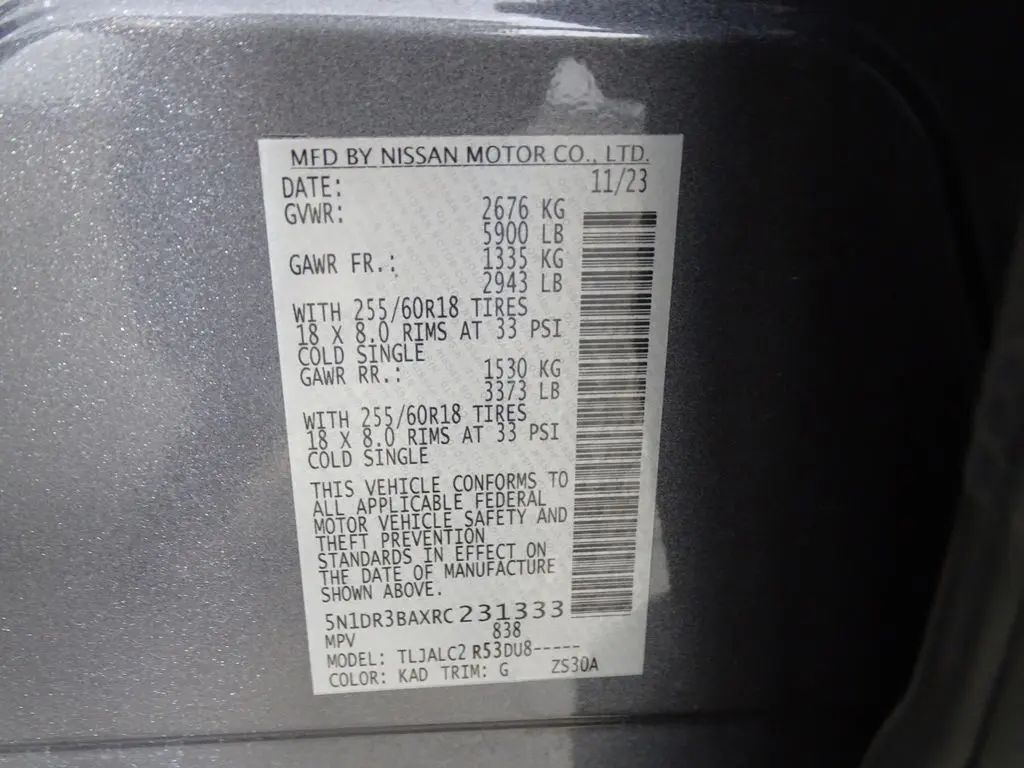 MFD BY NISSAN MOTOR CO., LTD.
DATE: 11/23
GVWR: 2676 KG
5900 LB
GAWR FR.: 1335 KG
2943 LB
WITH 255/60R18 TIRES
18 X 8.0 RIMS AT 33 PSI
COLD SINGLE
GAWR RR.: 1530 KG
3373 LB
WITH 255/60R18 TIRES
18 X 8.0 RIMS AT 33 PSI
COLD SINGLE
THIS VEHICLE CONFORMS TO
ALL APPLICABLE FEDERAL
MOTOR VEHICLE SAFETY AND
THEFT PREVENTION
STANDARDS IN EFFECT ON
THE DATE OF MANUFACTURE
SHOWN ABOVE.
5N1DR3BAXRC231333
MPV 838
MODEL: TLJALC2 R53DU8-----
COLOR: KAD TRIM: G ZS30A